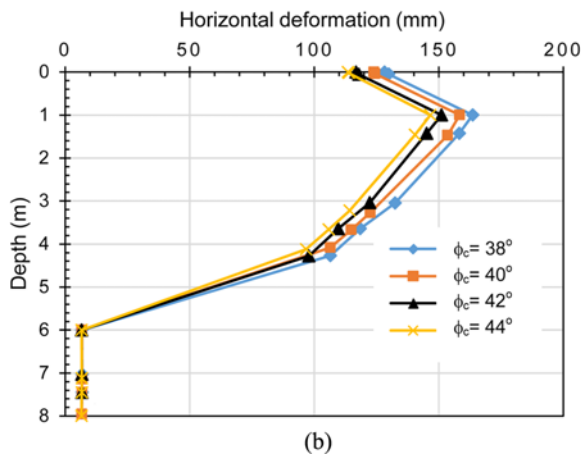 Horizontal deformation (mm)
0 50 100 150 200
0
1
2
3
4
5
6
7
8
Depth (m)
ϕc= 38°
ϕc= 40°
ϕc= 42°
ϕc= 44°
(b)